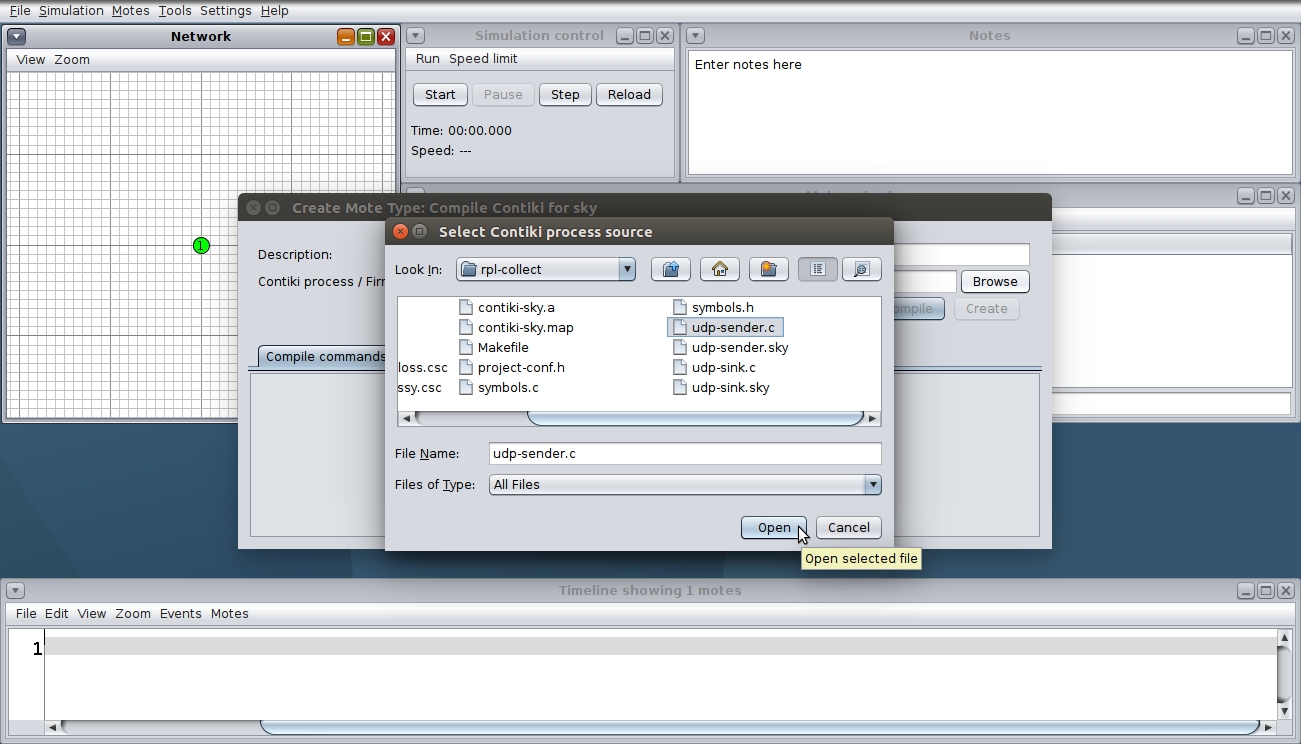 File Simulation Motes Tools Settings Help
Network
View Zoom
1
Simulation control
Run Speed limit
Start Pause Step Reload
Time: 00:00.000
Speed: ---
Notes
Enter notes here
Create Mote Type: Compile Contiki for sky
Description:
Contiki process / Firr
Browse
ompile Create
Compile commands
Select Contiki process source
Look In: rpl-collect
contiki-sky.a symbols.h
contiki-sky.map udp-sender.c
Makefile udp-sender.sky
loss.csc project-conf.h udp-sink.c
ssy.csc symbols.c udp-sink.sky
File Name: udp-sender.c
Files of Type: All Files
Open Cancel
Open selected file
Timeline showing 1 motes
File Edit View Zoom Events Motes
1